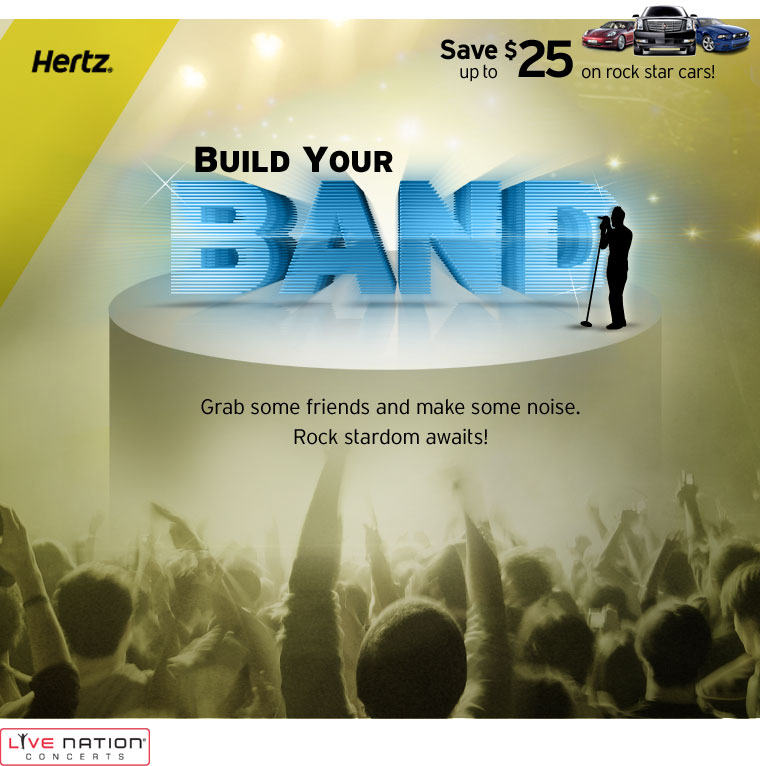 Hertz®
Save up to $25 on rock star cars!
BUILD YOUR
BAND
Grab some friends and make some noise.
Rock stardom awaits!
LIVE NATION®
CONCERTS